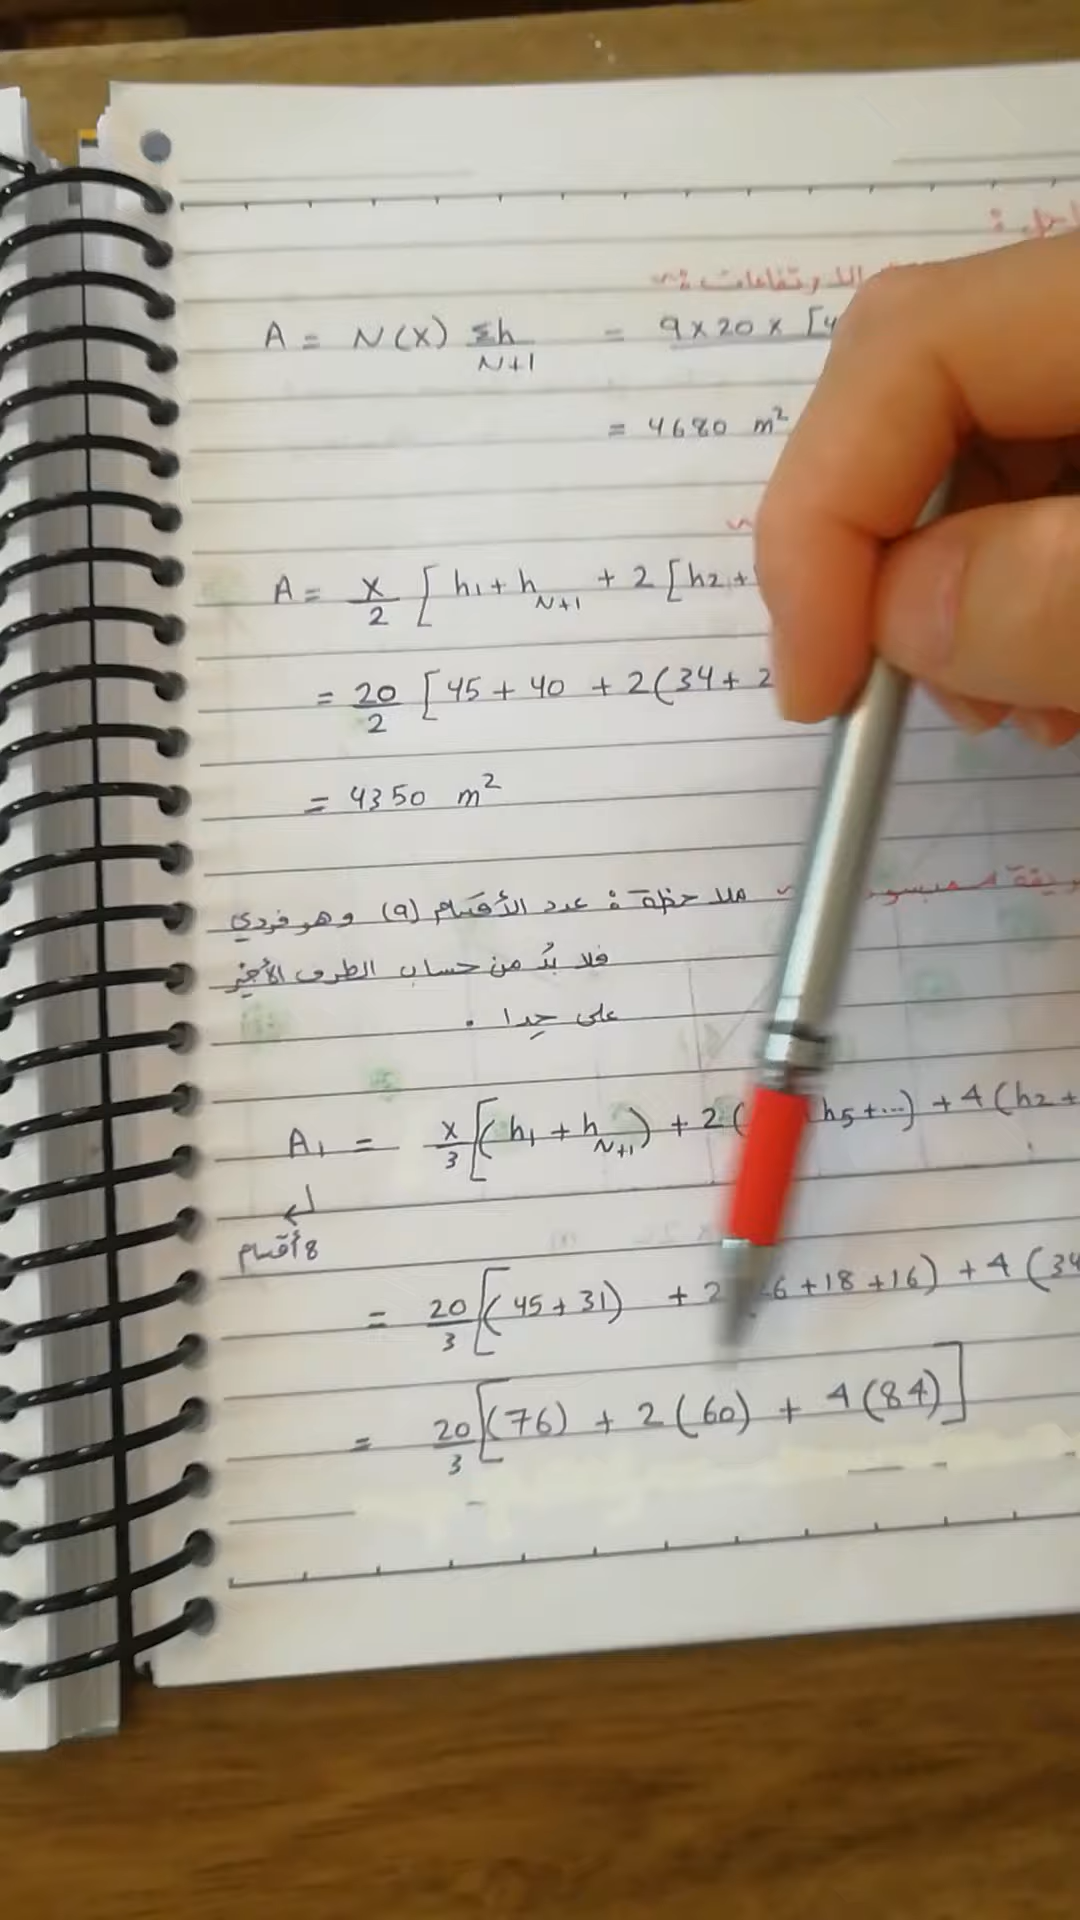 الارتفاعات :~
A = N(X) Σh/N+1 = 9 x 20 x [4
= 4680 m²
A = X/2 [ h1 + hN+1 + 2 [ h2 +
= 20/2 [ 45 + 40 + 2 ( 34 + 2
= 4350 m²
ملاحظة : عدد الأقسام (9) وهو فردي
فلا بُدَّ من حساب الطرف الأخير
على حِدا .
A1 = X/3 [ ( h1 + hN+1 ) + 2 ( h5 + ... ) + 4 ( h2 +
8 أقسام
= 20/3 [ ( 45 + 31 ) + 2 6 + 18 + 16 ) + 4 ( 34
= 20/3 [ (76) + 2 (60) + 4 (84) ]